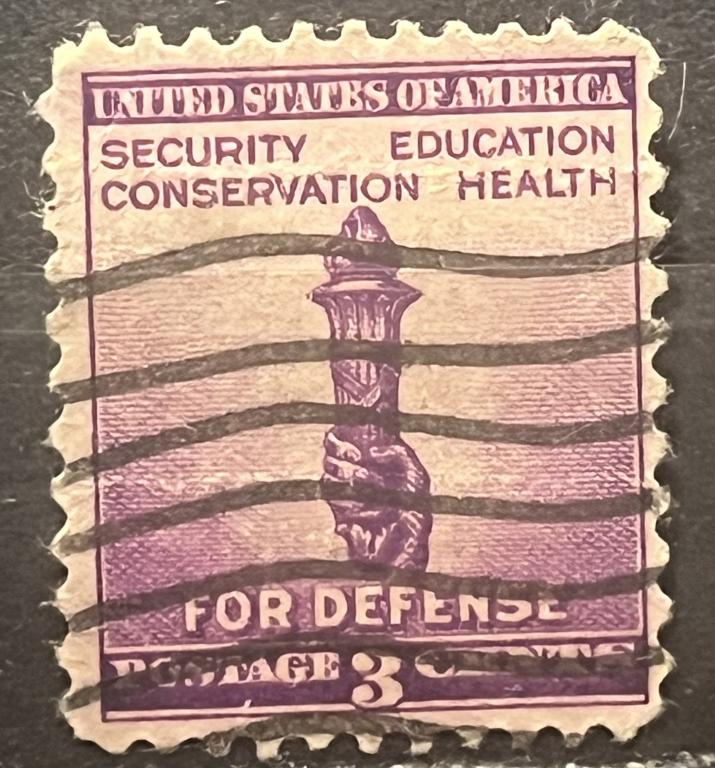 UNITED STATES OF AMERICA
SECURITY EDUCATION
CONSERVATION HEALTH
FOR DEFENSE
POSTAGE 3 CENTS